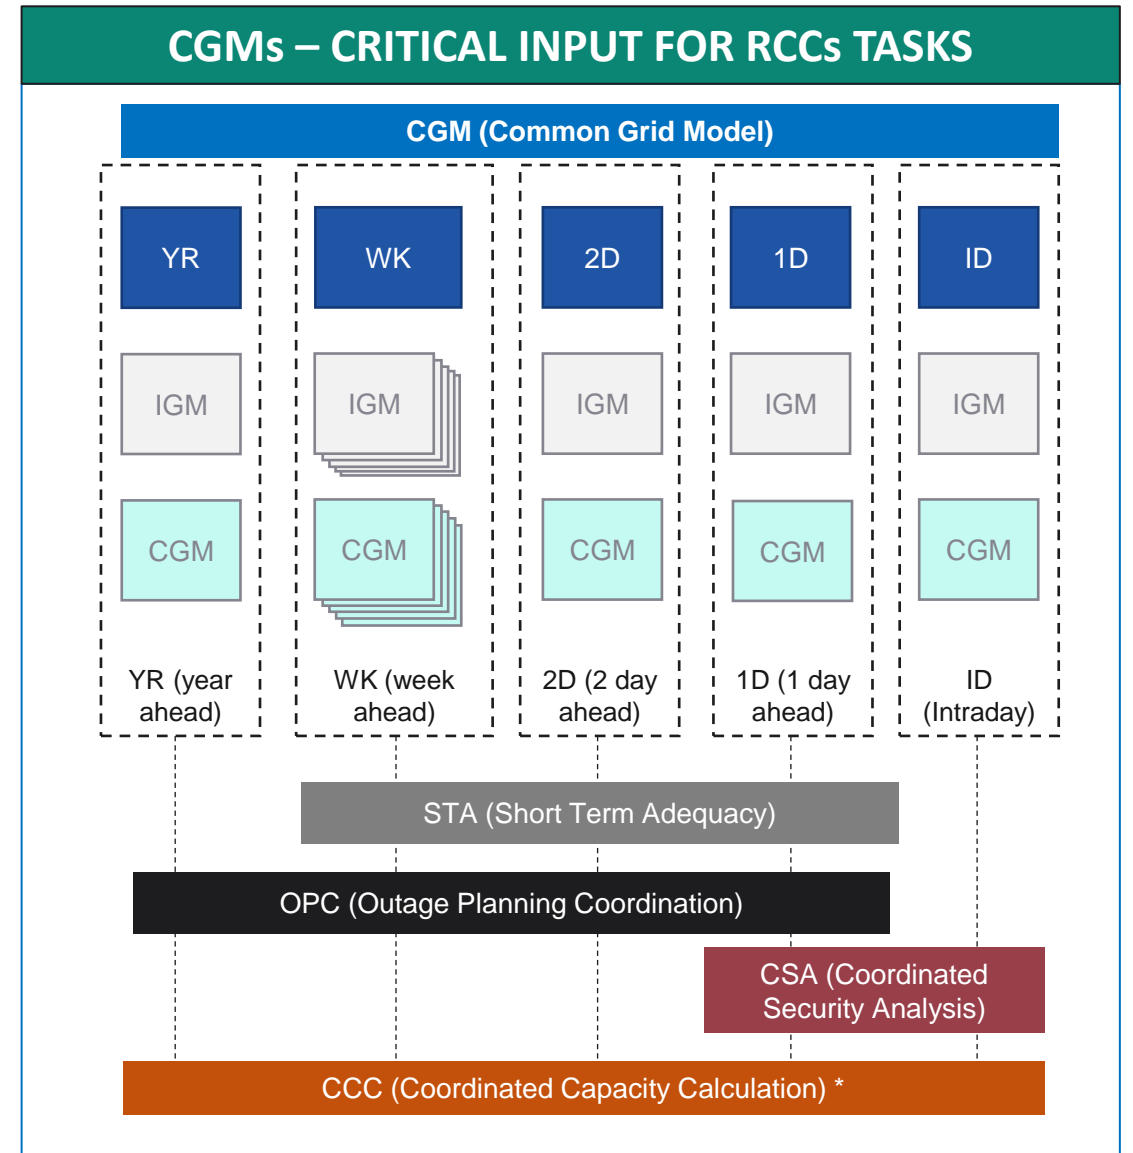 CGMs – CRITICAL INPUT FOR RCCs TASKS
CGM (Common Grid Model)
YR
WK
2D
1D
ID
IGM
IGM
IGM
IGM
IGM
CGM
CGM
CGM
CGM
CGM
YR (year
ahead)
WK (week
ahead)
2D (2 day
ahead)
1D (1 day
ahead)
ID
(Intraday)
STA (Short Term Adequacy)
OPC (Outage Planning Coordination)
CSA (Coordinated
Security Analysis)
CCC (Coordinated Capacity Calculation) *